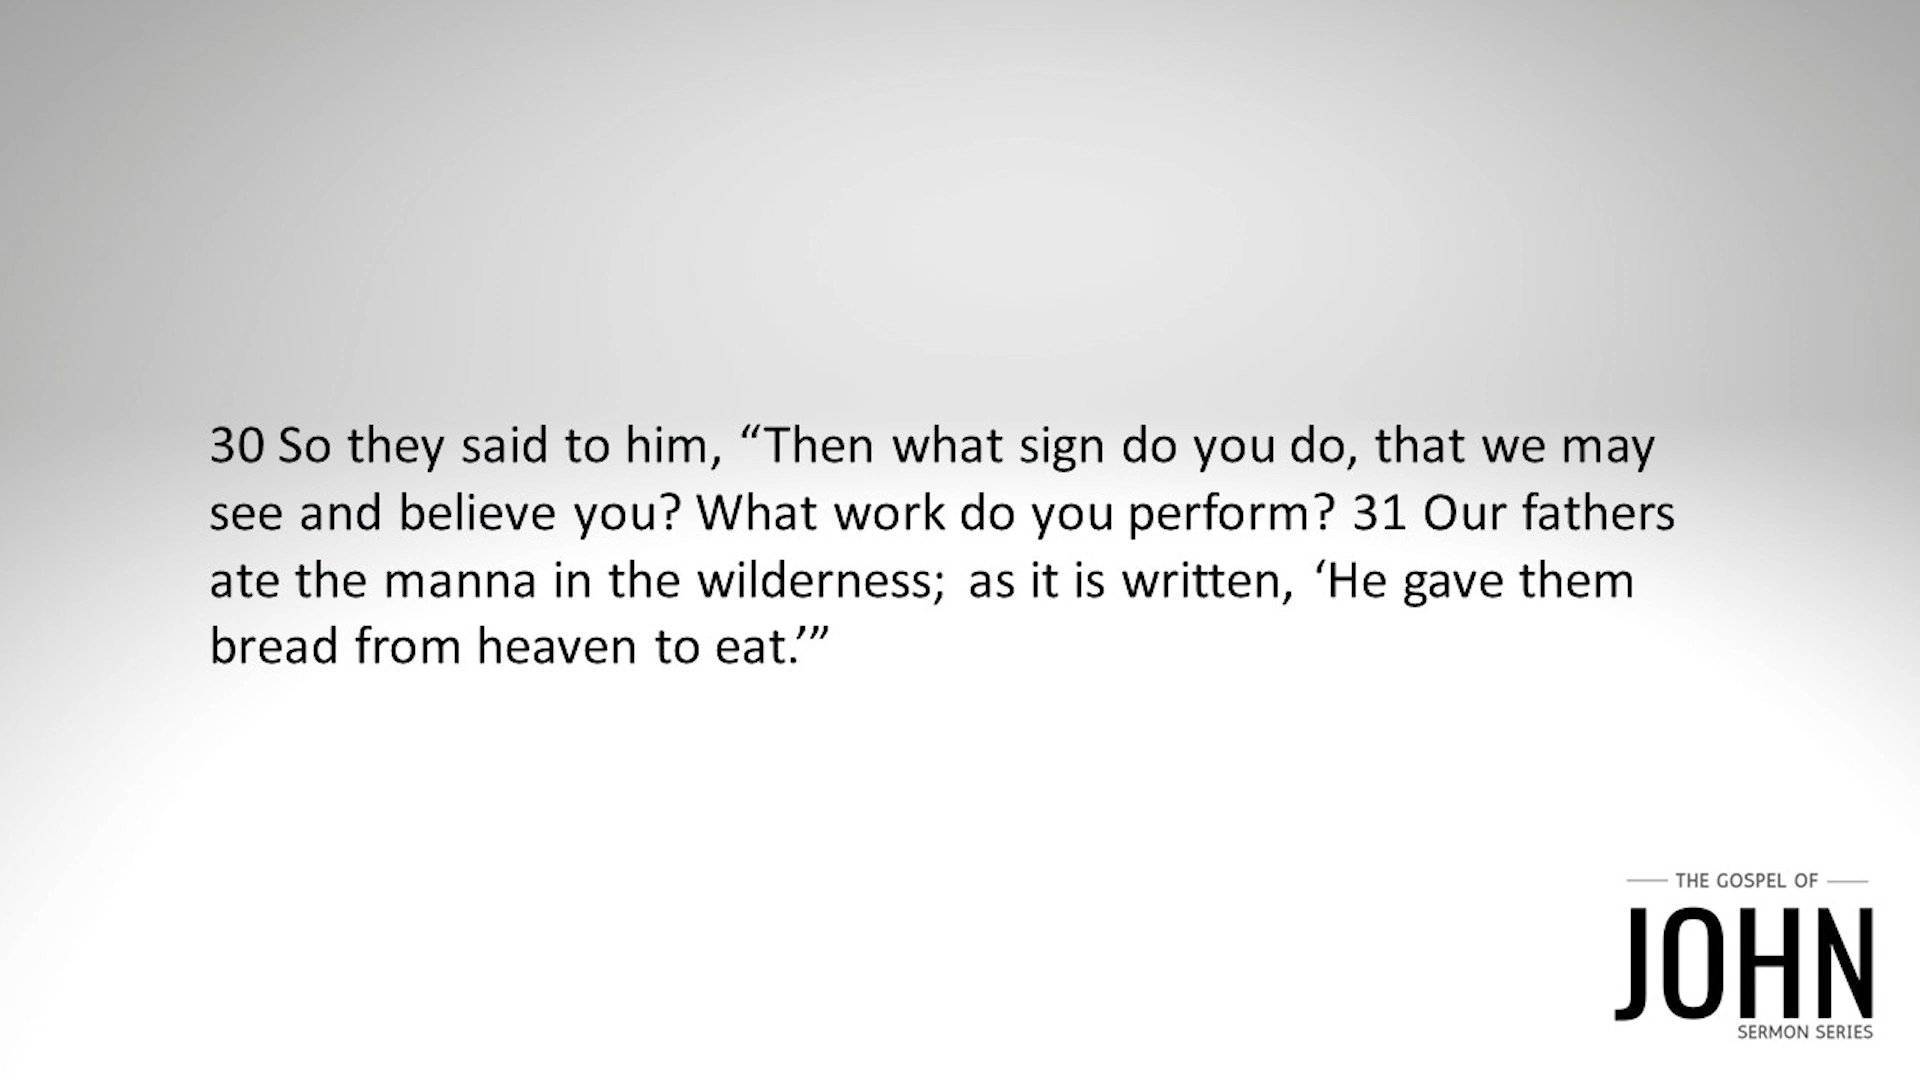 30 So they said to him, “Then what sign do you do, that we may
see and believe you? What work do you perform? 31 Our fathers
ate the manna in the wilderness; as it is written, ‘He gave them
bread from heaven to eat.’”
THE GOSPEL OF
JOHN
SERMON SERIES